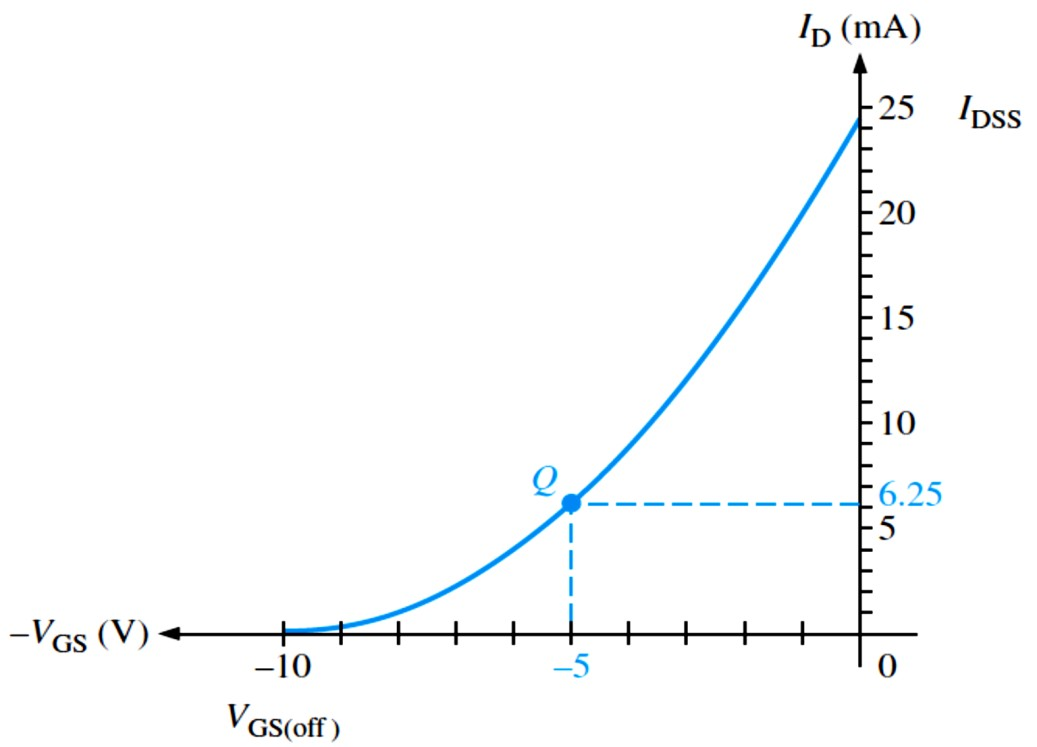 I_D (mA)
25 I_DSS
20
15
10
Q
6.25
5
–V_GS (V)
–10 –5 0
V_GS(off)